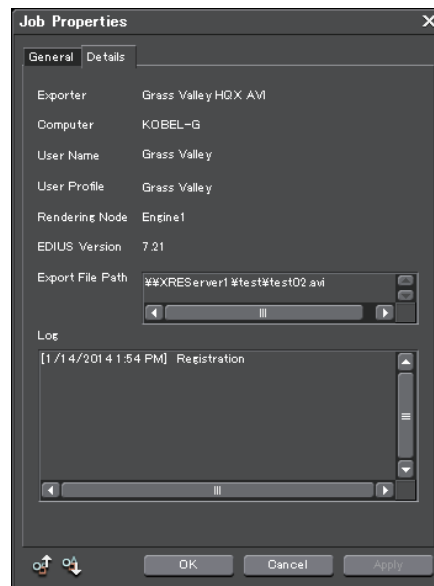 Job Properties
General Details
Exporter Grass Valley HQX AVI
Computer KOBEL-G
User Name Grass Valley
User Profile Grass Valley
Rendering Node Engine1
EDIUS Version 7.21
Export File Path ¥¥XREServer1¥test¥test02.avi
Log
[1/14/2014 1:54 PM] Registration
OK Cancel Apply